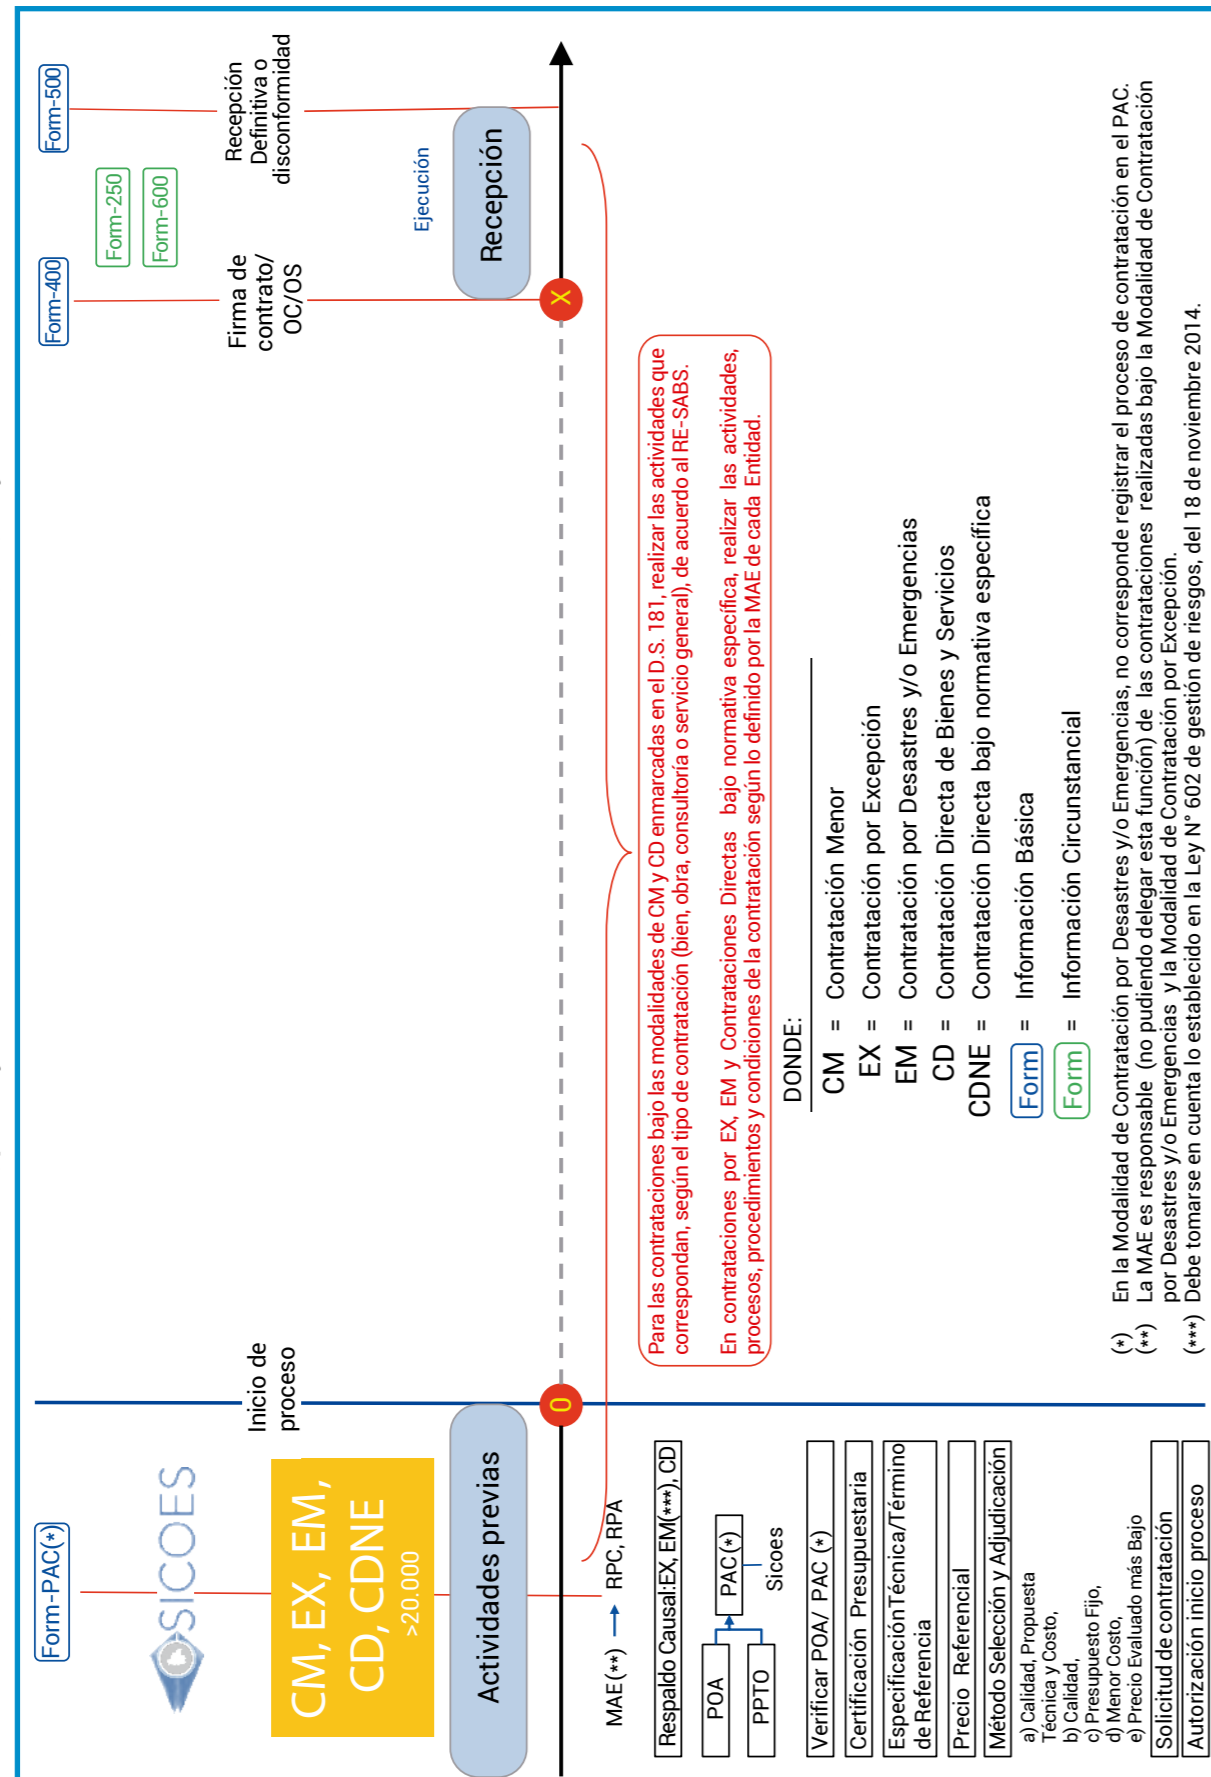 Form-PAC(*)
SICOES
CM, EX, EM,
CD, CDNE
>20.000
Actividades previas
Inicio de
proceso
0
Form-400
Form-250
Form-600
Form-500
Firma de
contrato/
OC/OS
Recepción
Definitiva o
disconformidad
Ejecución
Recepción
X
MAE(**) → RPC, RPA
Respaldo Causal:EX, EM(***), CD
POA
PPTO
PAC(*)
Sicoes
Verificar POA/ PAC (*)
Certificación Presupuestaria
Especificación Técnica/Término
de Referencia
Precio Referencial
Método Selección y Adjudicación
a) Calidad, Propuesta
Técnica y Costo,
b) Calidad,
c) Presupuesto Fijo,
d) Menor Costo,
e) Precio Evaluado más Bajo
Solicitud de contratación
Autorización inicio proceso
Para las contrataciones bajo las modalidades de CM y CD enmarcadas en el D.S. 181, realizar las actividades que
correspondan, según el tipo de contratación (bien, obra, consultoría o servicio general), de acuerdo al RE-SABS.
En contrataciones por EX, EM y Contrataciones Directas bajo normativa específica, realizar las actividades,
procesos, procedimientos y condiciones de la contratación según lo definido por la MAE de cada Entidad.
DONDE:
CM = Contratación Menor
EX = Contratación por Excepción
EM = Contratación por Desastres y/o Emergencias
CD = Contratación Directa de Bienes y Servicios
CDNE = Contratación Directa bajo normativa específica
Form = Información Básica
Form = Información Circunstancial
(*) En la Modalidad de Contratación por Desastres y/o Emergencias, no corresponde registrar el proceso de contratación en el PAC.
(**) La MAE es responsable (no pudiendo delegar esta función) de las contrataciones realizadas bajo la Modalidad de Contratación
por Desastres y/o Emergencias y la Modalidad de Contratación por Excepción.
(***) Debe tomarse en cuenta lo establecido en la Ley N° 602 de gestión de riesgos, del 18 de noviembre 2014.